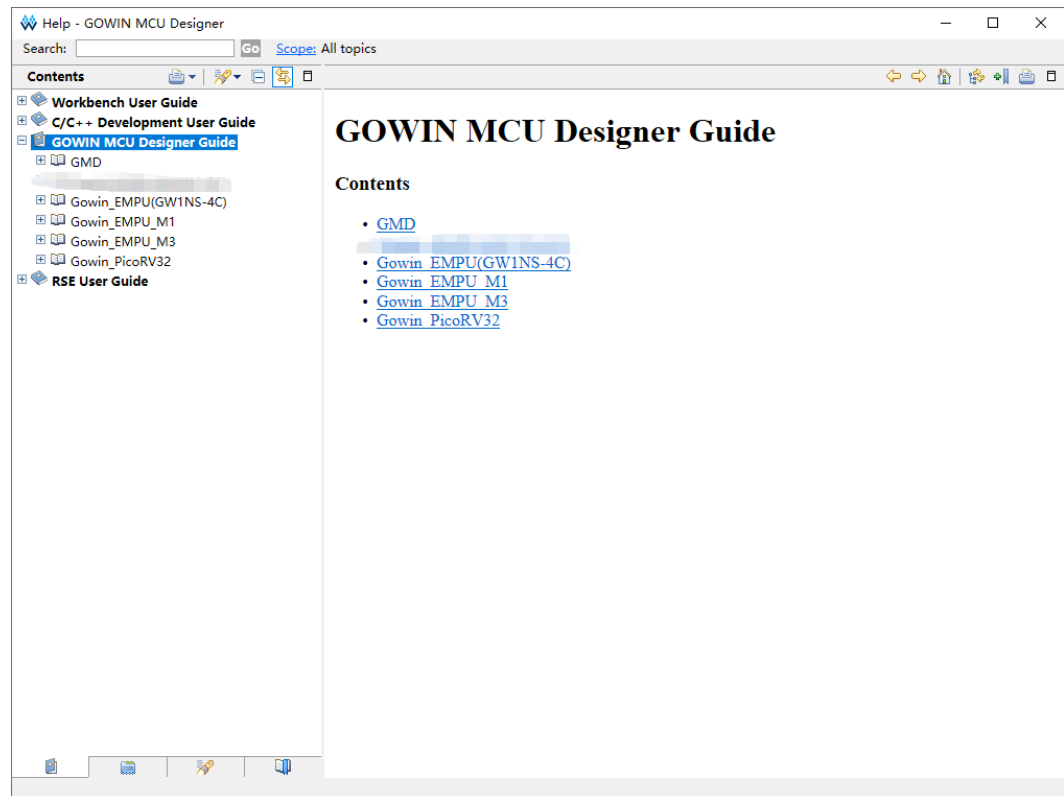 Help - GOWIN MCU Designer
Search:
Go
Scope: All topics
Contents
Workbench User Guide
C/C++ Development User Guide
GOWIN MCU Designer Guide
GMD
Gowin_EMPU(GW1NS-4C)
Gowin_EMPU_M1
Gowin_EMPU_M3
Gowin_PicoRV32
RSE User Guide
GOWIN MCU Designer Guide
Contents
• GMD
• Gowin_EMPU(GW1NS-4C)
• Gowin_EMPU_M1
• Gowin_EMPU_M3
• Gowin_PicoRV32